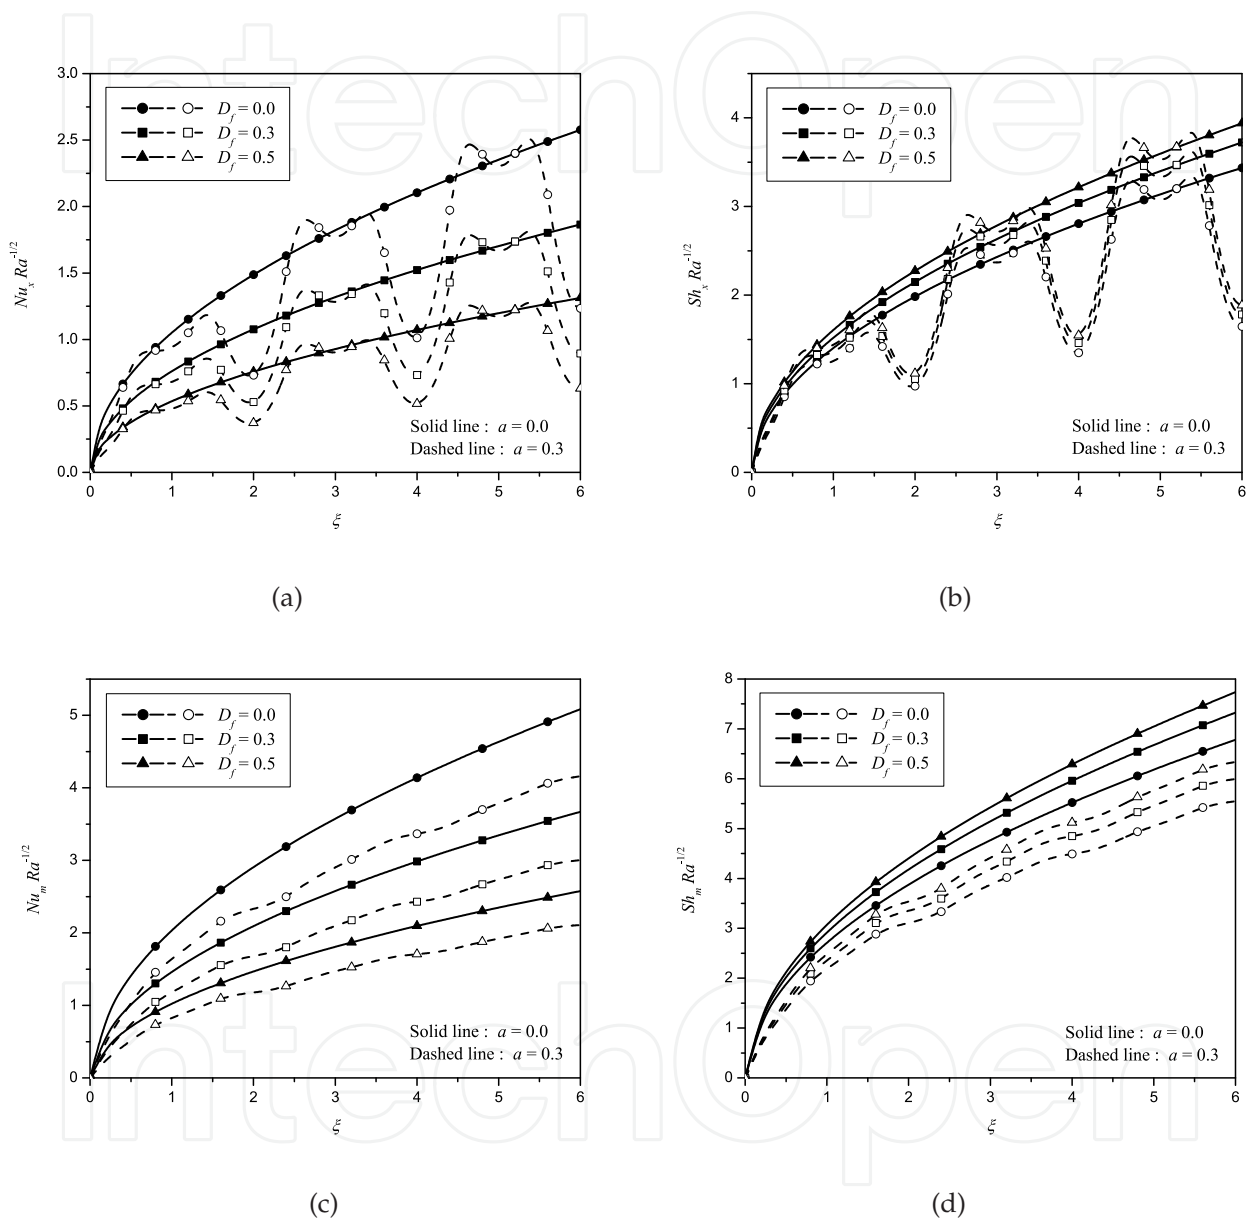 IntechOpen
3.0
2.5
2.0
1.5
1.0
0.5
0.0
0 1 2 3 4 5 6
Nu_x Ra^{-1/2}
ξ
D_f = 0.0
D_f = 0.3
D_f = 0.5
Solid line : a = 0.0
Dashed line : a = 0.3
(a)
4
3
2
1
0
0 1 2 3 4 5 6
Sh_x Ra^{-1/2}
ξ
D_f = 0.0
D_f = 0.3
D_f = 0.5
Solid line : a = 0.0
Dashed line : a = 0.3
(b)
5
4
3
2
1
0
0 1 2 3 4 5 6
Nu_m Ra^{-1/2}
ξ
D_f = 0.0
D_f = 0.3
D_f = 0.5
Solid line : a = 0.0
Dashed line : a = 0.3
(c)
8
7
6
5
4
3
2
1
0
0 1 2 3 4 5 6
Sh_m Ra^{-1/2}
ξ
D_f = 0.0
D_f = 0.3
D_f = 0.5
Solid line : a = 0.0
Dashed line : a = 0.3
(d)
IntechOpen